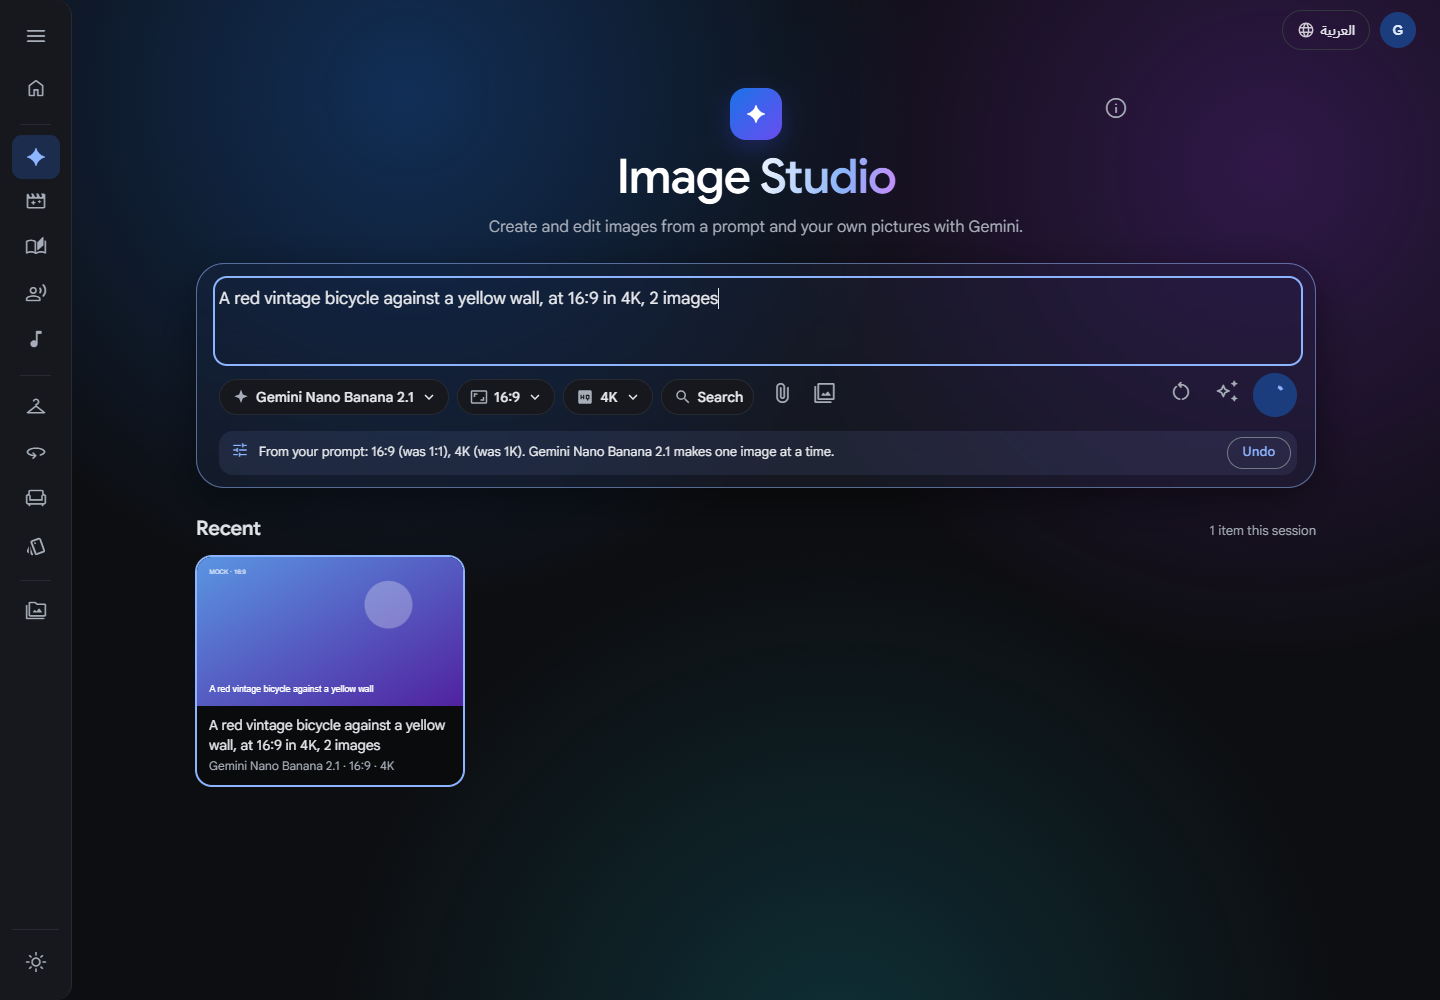 العربية
G
Image Studio
Create and edit images from a prompt and your own pictures with Gemini.
A red vintage bicycle against a yellow wall, at 16:9 in 4K, 2 images
Gemini Nano Banana 2.1
16:9
HQ 4K
Search
From your prompt: 16:9 (was 1:1), 4K (was 1K). Gemini Nano Banana 2.1 makes one image at a time.
Undo
Recent
1 item this session
MOCK · 16:9
A red vintage bicycle against a yellow wall
A red vintage bicycle against a yellow
wall, at 16:9 in 4K, 2 images
Gemini Nano Banana 2.1 · 16:9 · 4K